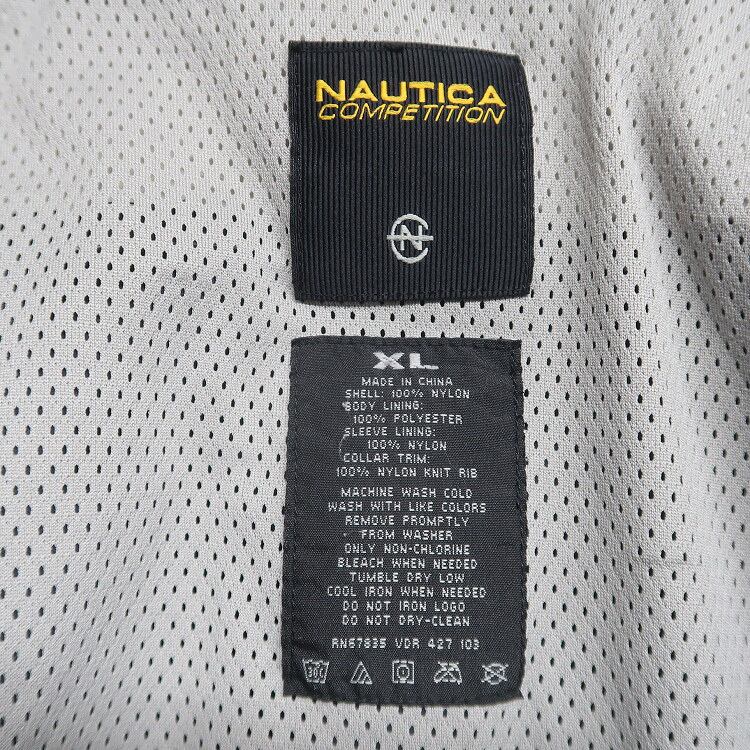 NAUTICA
COMPETITION
N
XL
MADE IN CHINA
SHELL: 100% NYLON
BODY LINING:
100% POLYESTER
SLEEVE LINING:
100% NYLON
COLLAR TRIM:
100% NYLON KNIT RIB
MACHINE WASH COLD
WASH WITH LIKE COLORS
REMOVE PROMPTLY
FROM WASHER
ONLY NON-CHLORINE
BLEACH WHEN NEEDED
TUMBLE DRY LOW
COOL IRON WHEN NEEDED
DO NOT IRON LOGO
DO NOT DRY-CLEAN
RN67835 VDR 427 103